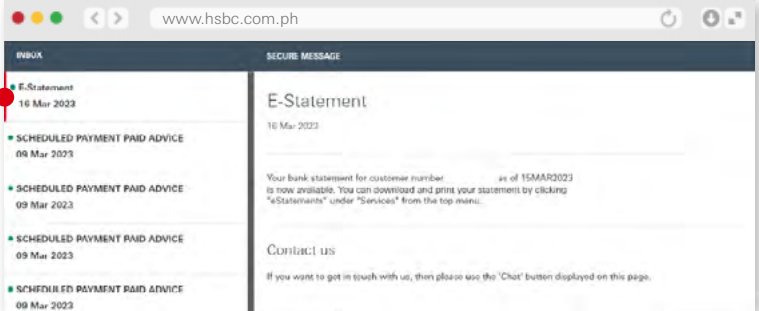 www.hsbc.com.ph
INBOX
SECURE MESSAGE
E-Statement
16 Mar 2023
SCHEDULED PAYMENT PAID ADVICE
09 Mar 2023
SCHEDULED PAYMENT PAID ADVICE
09 Mar 2023
SCHEDULED PAYMENT PAID ADVICE
09 Mar 2023
SCHEDULED PAYMENT PAID ADVICE
09 Mar 2023
E-Statement
16 Mar 2023
Your bank statement for customer number as of 15MAR2023
is now available. You can download and print your statement by clicking
"eStatements" under "Services" from the top menu.
Contact us
If you want to get in touch with us, then please use the 'Chat' button displayed on this page.